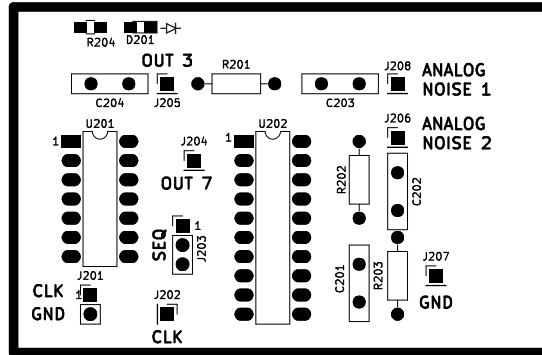 R204
D201
OUT 3
R201
J208
ANALOG
NOISE 1
C204
J205
C203
U201
1
J204
U202
1
J206
ANALOG
NOISE 2
OUT 7
R202
C202
SEQ
1
J203
J201
CLK
1
GND
J202
CLK
C201
R203
J207
GND